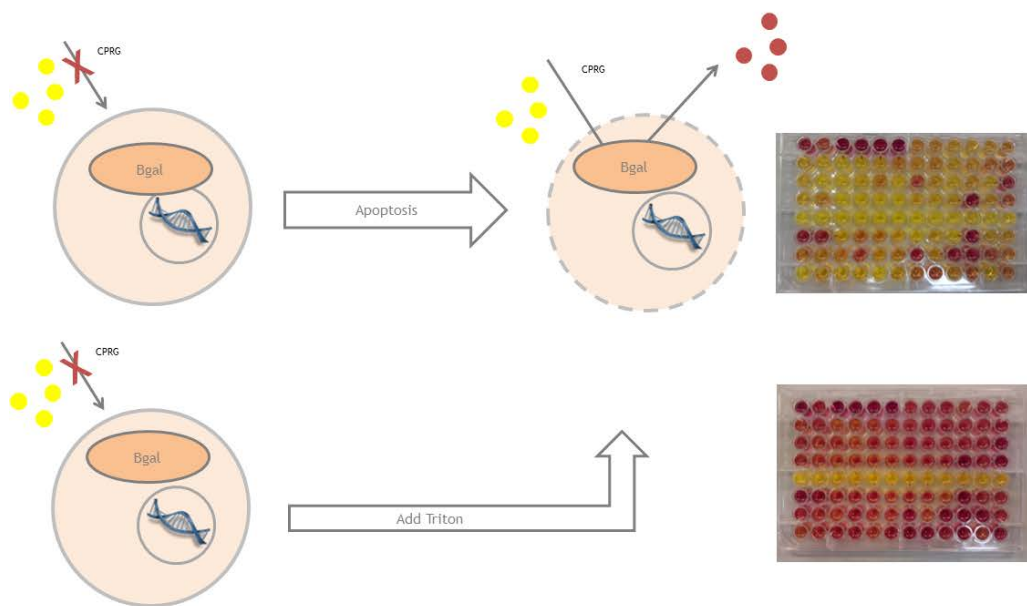 CPRG
CPRG
Bgal
Apoptosis
Bgal
CPRG
Bgal
Add Triton